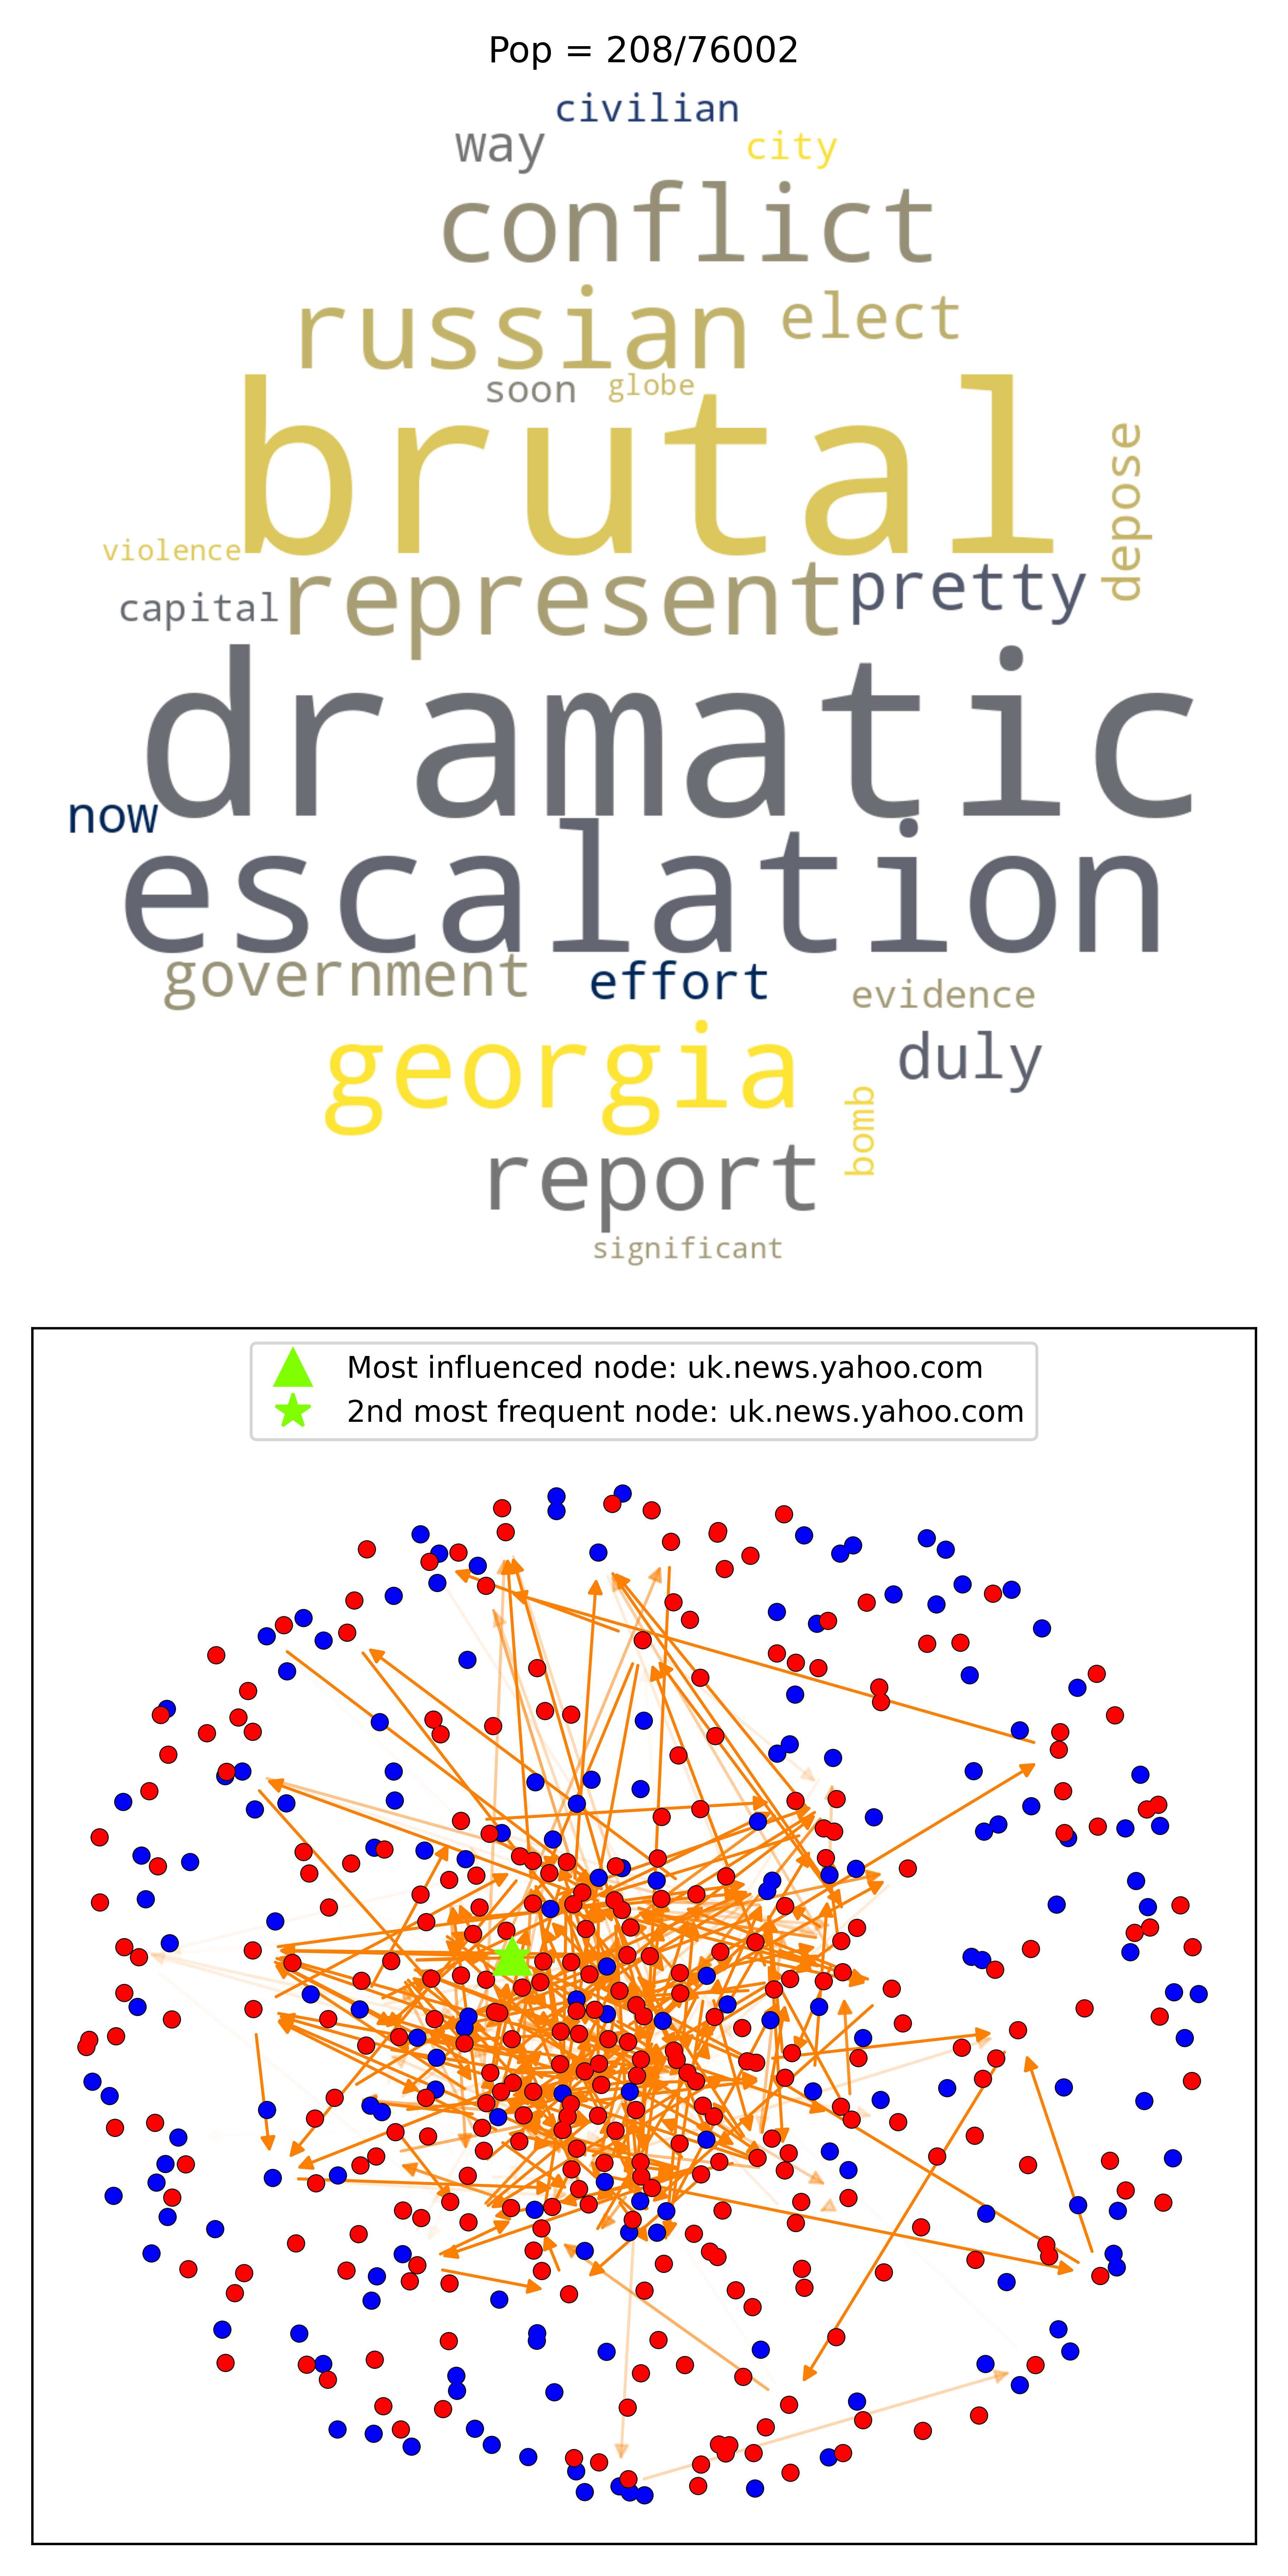 Pop = 208/76002
civilian
way
city
conflict
russian
elect
soon
globe
brutal
depose
violence
represent
pretty
capital
dramatic
now
escalation
government
effort
evidence
georgia
duly
bomb
report
significant
Most influenced node: uk.news.yahoo.com
2nd most frequent node: uk.news.yahoo.com